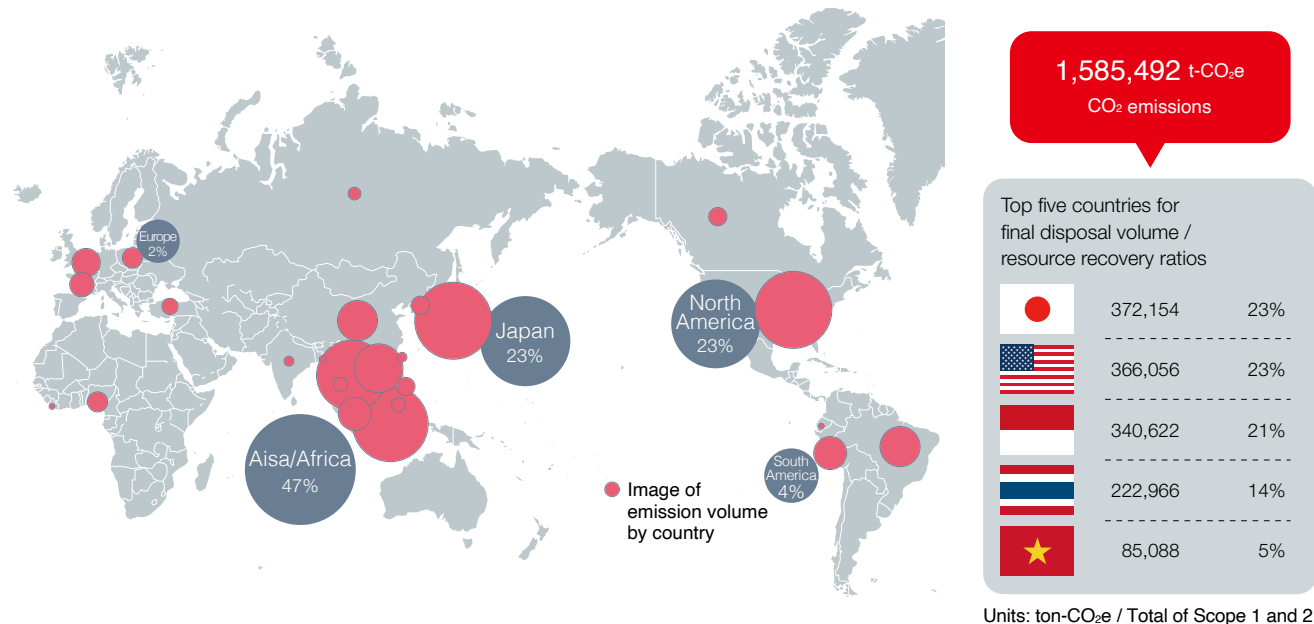 Europe
2%
Japan
23%
Aisa/Africa
47%
North
America
23%
South
America
4%
Image of
emission volume
by country
1,585,492 t-CO₂e
CO₂ emissions
Top five countries for
final disposal volume /
resource recovery ratios
372,154 23%
366,056 23%
340,622 21%
222,966 14%
85,088 5%
Units: ton-CO₂e / Total of Scope 1 and 2